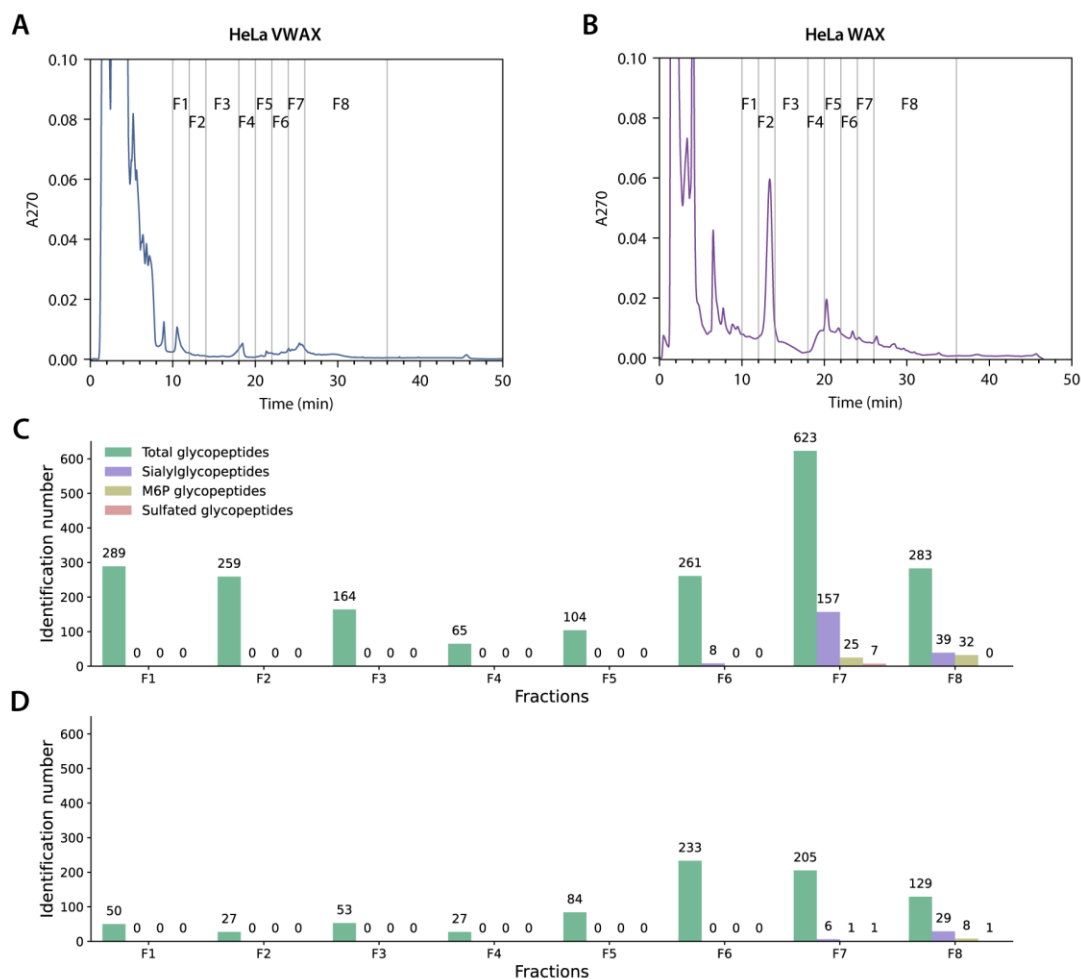 A
HeLa VWAX
0.10
0.08
0.06
0.04
0.02
0.00
A270
F1
F2
F3
F4
F5
F6
F7
F8
0 10 20 30 40 50
Time (min)
B
HeLa WAX
0.10
0.08
0.06
0.04
0.02
0.00
A270
F1
F2
F3
F4
F5
F6
F7
F8
0 10 20 30 40 50
Time (min)
C
Identification number
600
500
400
300
200
100
0
Total glycopeptides
Sialylglycopeptides
M6P glycopeptides
Sulfated glycopeptides
289 0 0 0
259 0 0 0
164 0 0 0
65 0 0 0
104 0 0 0
261 8 0 0
623 157 25 7
283 39 32 0
F1 F2 F3 F4 F5 F6 F7 F8
Fractions
D
Identification number
600
500
400
300
200
100
0
50 0 0 0
27 0 0 0
53 0 0 0
27 0 0 0
84 0 0 0
233 0 0 0
205 6 1 1
129 29 8 1
F1 F2 F3 F4 F5 F6 F7 F8
Fractions